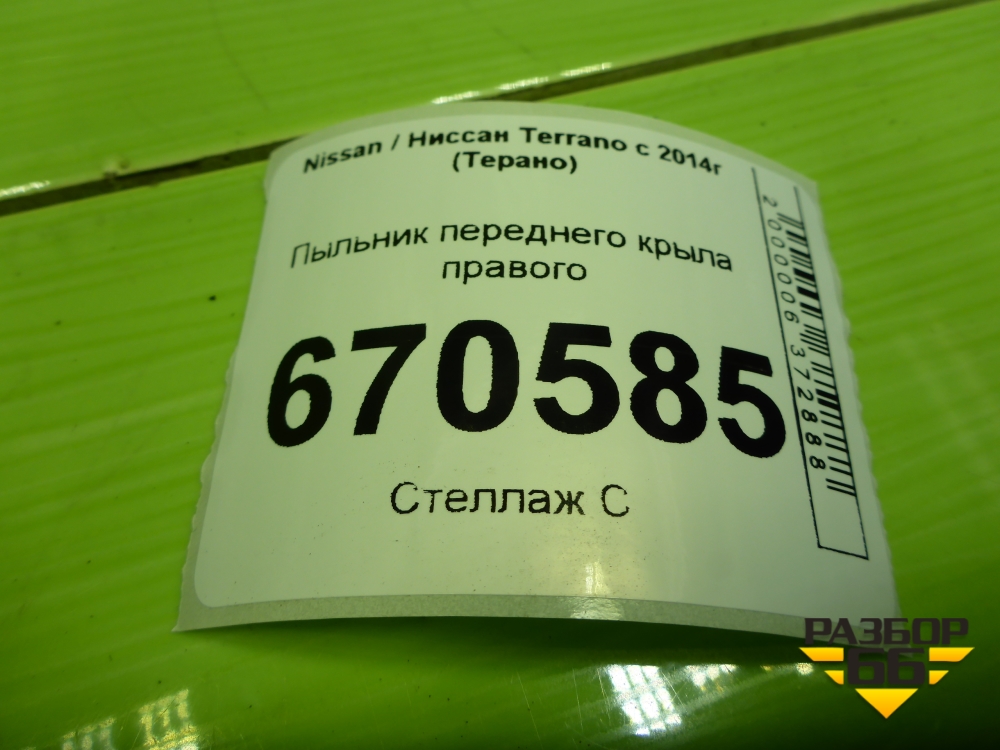 Nissan / Ниссан Terrano с 2014г
(Терано)
Пыльник переднего крыла
правого
670585
Стеллаж С
2000006372888
РАЗБОР
66